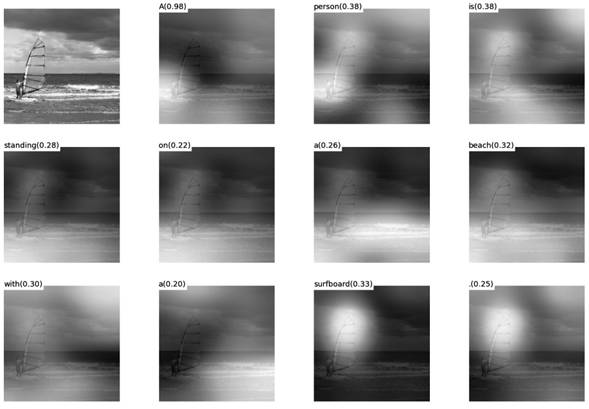 A(0.98) person(0.38) is(0.38)
standing(0.28) on(0.22) a(0.26) beach(0.32)
with(0.30) a(0.20) surfboard(0.33) .(0.25)